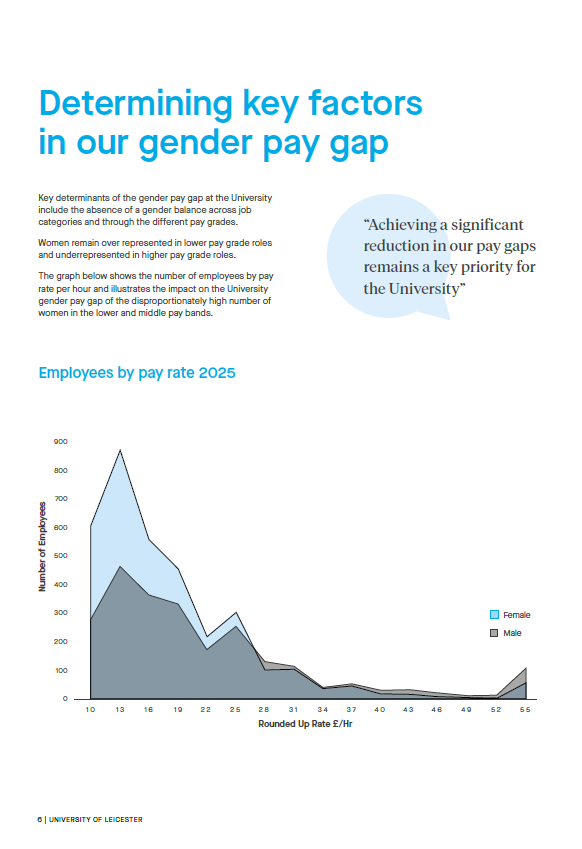 Determining key factors
in our gender pay gap
Key determinants of the gender pay gap at the University
include the absence of a gender balance across job
categories and through the different pay grades.
Women remain over represented in lower pay grade roles
and underrepresented in higher pay grade roles.
The graph below shows the number of employees by pay
rate per hour and illustrates the impact on the University
gender pay gap of the disproportionately high number of
women in the lower and middle pay bands.
“Achieving a significant
reduction in our pay gaps
remains a key priority for
the University”
Employees by pay rate 2025
Number of Employees
900
800
700
600
500
400
300
200
100
0
Female
Male
10 13 16 19 22 25 28 31 34 37 40 43 46 49 52 55
Rounded Up Rate £/Hr
6 | UNIVERSITY OF LEICESTER